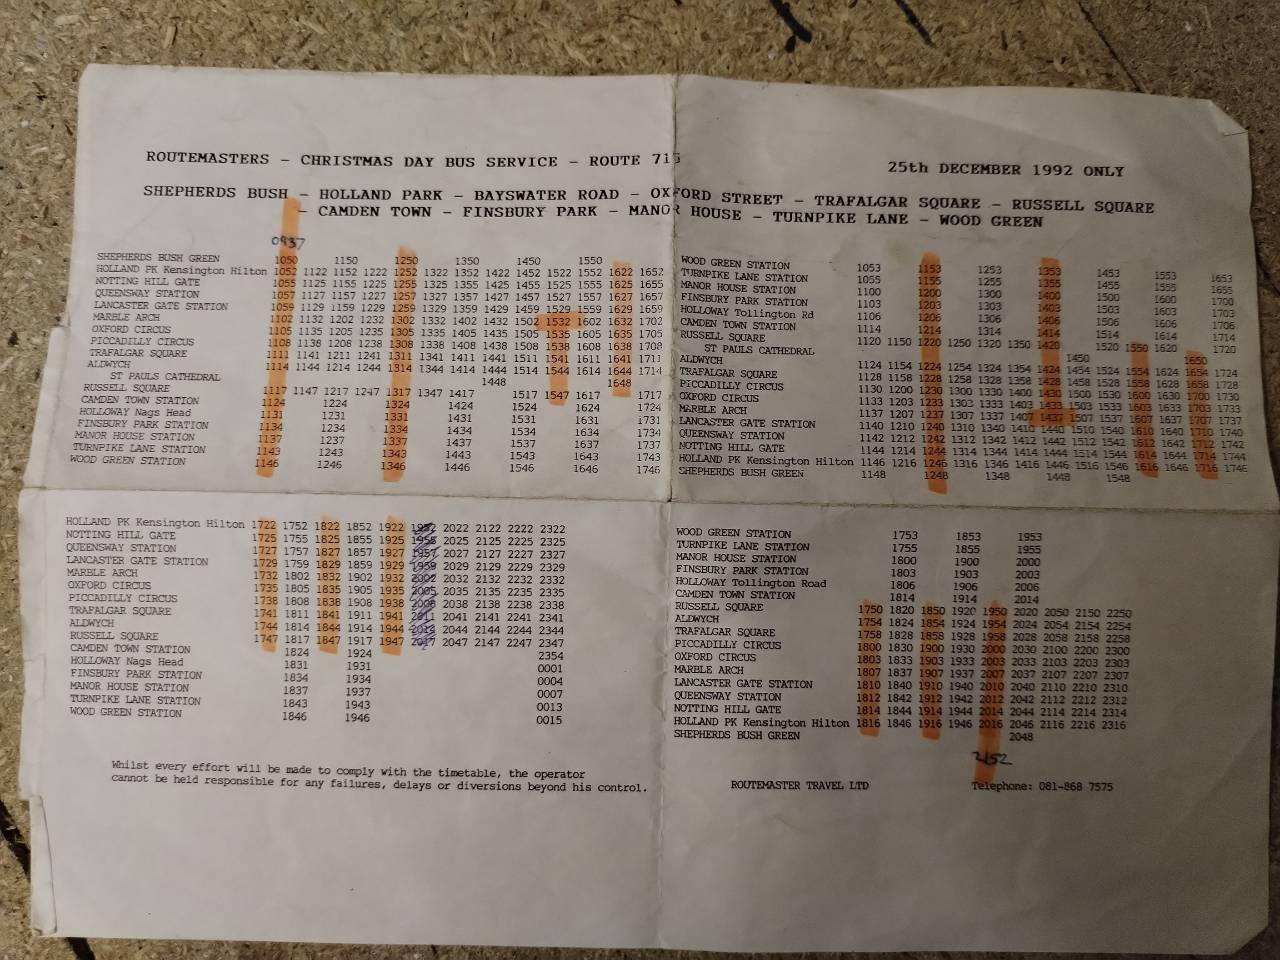 ROUTEMASTERS - CHRISTMAS DAY BUS SERVICE - ROUTE 715
25th DECEMBER 1992 ONLY
SHEPHERDS BUSH - HOLLAND PARK - BAYSWATER ROAD - OXFORD STREET - TRAFALGAR SQUARE - RUSSELL SQUARE
- CAMDEN TOWN - FINSBURY PARK - MANOR HOUSE - TURNPIKE LANE - WOOD GREEN
0937
SHEPHERDS BUSH GREEN 1050 1150 1250 1350 1450 1550
HOLLAND PK Kensington Hilton 1052 1122 1152 1222 1252 1322 1352 1422 1452 1522 1552 1622 1652
NOTTING HILL GATE 1055 1125 1155 1225 1255 1325 1355 1425 1455 1525 1555 1625 1655
QUEENSWAY STATION 1057 1127 1157 1227 1257 1327 1357 1427 1457 1527 1557 1627 1657
LANCASTER GATE STATION 1059 1129 1159 1229 1259 1329 1359 1429 1459 1529 1559 1629 1659
MARBLE ARCH 1102 1132 1202 1232 1302 1332 1402 1432 1502 1532 1602 1632 1702
OXFORD CIRCUS 1105 1135 1205 1235 1305 1335 1405 1435 1505 1535 1605 1635 1705
PICCADILLY CIRCUS 1108 1138 1208 1238 1308 1338 1408 1438 1508 1538 1608 1638 1708
TRAFALGAR SQUARE 1111 1141 1211 1241 1311 1341 1411 1441 1511 1541 1611 1641 1711
ALDWYCH 1114 1144 1214 1244 1314 1344 1414 1444 1514 1544 1614 1644 1714
ST PAULS CATHEDRAL 1448 1648
RUSSELL SQUARE 1117 1147 1217 1247 1317 1347 1417 1517 1547 1617 1717
CAMDEN TOWN STATION 1124 1224 1324 1424 1524 1624 1724
HOLLOWAY Nags Head 1131 1231 1331 1431 1531 1631 1731
FINSBURY PARK STATION 1134 1234 1334 1434 1534 1634 1734
MANOR HOUSE STATION 1137 1237 1337 1437 1537 1637 1737
TURNPIKE LANE STATION 1143 1243 1343 1443 1543 1643 1743
WOOD GREEN STATION 1146 1246 1346 1446 1546 1646 1746
WOOD GREEN STATION 1053 1153 1253 1353 1453 1553 1653
TURNPIKE LANE STATION 1055 1155 1255 1355 1455 1555 1655
MANOR HOUSE STATION 1100 1200 1300 1400 1500 1600 1700
FINSBURY PARK STATION 1103 1203 1303 1403 1503 1603 1703
HOLLOWAY Tollington Rd 1106 1206 1306 1406 1506 1606 1706
CAMDEN TOWN STATION 1114 1214 1314 1414 1514 1614 1714
RUSSELL SQUARE 1120 1150 1220 1250 1320 1350 1420 1520 1550 1620 1720
ST PAULS CATHEDRAL 1450 1650
ALDWYCH 1124 1154 1224 1254 1324 1354 1424 1454 1524 1554 1624 1654 1724
TRAFALGAR SQUARE 1128 1158 1228 1258 1328 1358 1428 1458 1528 1558 1628 1658 1728
PICCADILLY CIRCUS 1130 1200 1230 1300 1330 1400 1430 1500 1530 1600 1630 1700 1730
OXFORD CIRCUS 1133 1203 1233 1303 1333 1403 1433 1503 1533 1603 1633 1703 1733
MARBLE ARCH 1137 1207 1237 1307 1337 1407 1437 1507 1537 1607 1637 1707 1737
LANCASTER GATE STATION 1140 1210 1240 1310 1340 1410 1440 1510 1540 1610 1640 1710 1740
QUEENSWAY STATION 1142 1212 1242 1312 1342 1412 1442 1512 1542 1612 1642 1712 1742
NOTTING HILL GATE 1144 1214 1244 1314 1344 1414 1444 1514 1544 1614 1644 1714 1744
HOLLAND PK Kensington Hilton 1146 1216 1246 1316 1346 1416 1446 1516 1546 1616 1646 1716 1746
SHEPHERDS BUSH GREEN 1148 1248 1348 1448 1548
HOLLAND PK Kensington Hilton 1722 1752 1822 1852 1922 1952 2022 2122 2222 2322
NOTTING HILL GATE 1725 1755 1825 1855 1925 1955 2025 2125 2225 2325
QUEENSWAY STATION 1727 1757 1827 1857 1927 1957 2027 2127 2227 2327
LANCASTER GATE STATION 1729 1759 1829 1859 1929 1959 2029 2129 2229 2329
MARBLE ARCH 1732 1802 1832 1902 1932 2002 2032 2132 2232 2332
OXFORD CIRCUS 1735 1805 1835 1905 1935 2005 2035 2135 2235 2335
PICCADILLY CIRCUS 1738 1808 1838 1908 1938 2008 2038 2138 2238 2338
TRAFALGAR SQUARE 1741 1811 1841 1911 1941 2011 2041 2141 2241 2341
ALDWYCH 1744 1814 1844 1914 1944 2014 2044 2144 2244 2344
RUSSELL SQUARE 1747 1817 1847 1917 1947 2017 2047 2147 2247 2347
CAMDEN TOWN STATION 1824 1924 2354
HOLLOWAY Nags Head 1831 1931 0001
FINSBURY PARK STATION 1834 1934 0004
MANOR HOUSE STATION 1837 1937 0007
TURNPIKE LANE STATION 1843 1943 0013
WOOD GREEN STATION 1846 1946 0015
WOOD GREEN STATION 1753 1853 1953
TURNPIKE LANE STATION 1755 1855 1955
MANOR HOUSE STATION 1800 1900 2000
FINSBURY PARK STATION 1803 1903 2003
HOLLOWAY Tollington Road 1806 1906 2006
CAMDEN TOWN STATION 1814 1914 2014
RUSSELL SQUARE 1750 1820 1850 1920 1950 2020 2050 2150 2250
ALDWYCH 1754 1824 1854 1924 1954 2024 2054 2154 2254
TRAFALGAR SQUARE 1758 1828 1858 1928 1958 2028 2058 2158 2258
PICCADILLY CIRCUS 1800 1830 1900 1930 2000 2030 2100 2200 2300
OXFORD CIRCUS 1803 1833 1903 1933 2003 2033 2103 2203 2303
MARBLE ARCH 1807 1837 1907 1937 2007 2037 2107 2207 2307
LANCASTER GATE STATION 1810 1840 1910 1940 2010 2040 2110 2210 2310
QUEENSWAY STATION 1812 1842 1912 1942 2012 2042 2112 2212 2312
NOTTING HILL GATE 1814 1844 1914 1944 2014 2044 2114 2214 2314
HOLLAND PK Kensington Hilton 1816 1846 1916 1946 2016 2046 2116 2216 2316
SHEPHERDS BUSH GREEN 2048
2152
Whilst every effort will be made to comply with the timetable, the operator
cannot be held responsible for any failures, delays or diversions beyond his control.
ROUTEMASTER TRAVEL LTD
Telephone: 081-868 7575